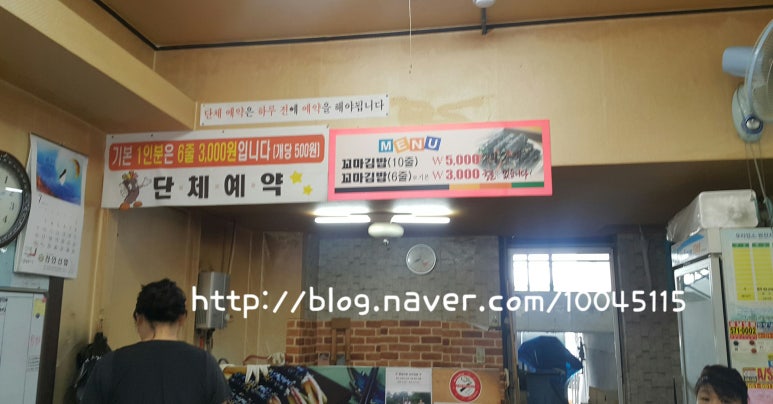 단체 예약은 하루 전에 예약을 해야됩니다
기본 1인분은 6줄 3,000원입니다 (개당 500원)
단체예약
MENU
꼬마김밥(10줄) ₩ 5,000
꼬마김밥(6줄) ₩ 3,000
http://blog.naver.com/10045115
571-0002
A/S